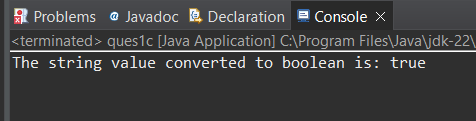 Problems @ Javadoc Declaration Console
<terminated> ques1c [Java Application] C:\Program Files\Java\jdk-22\
The string value converted to boolean is: true